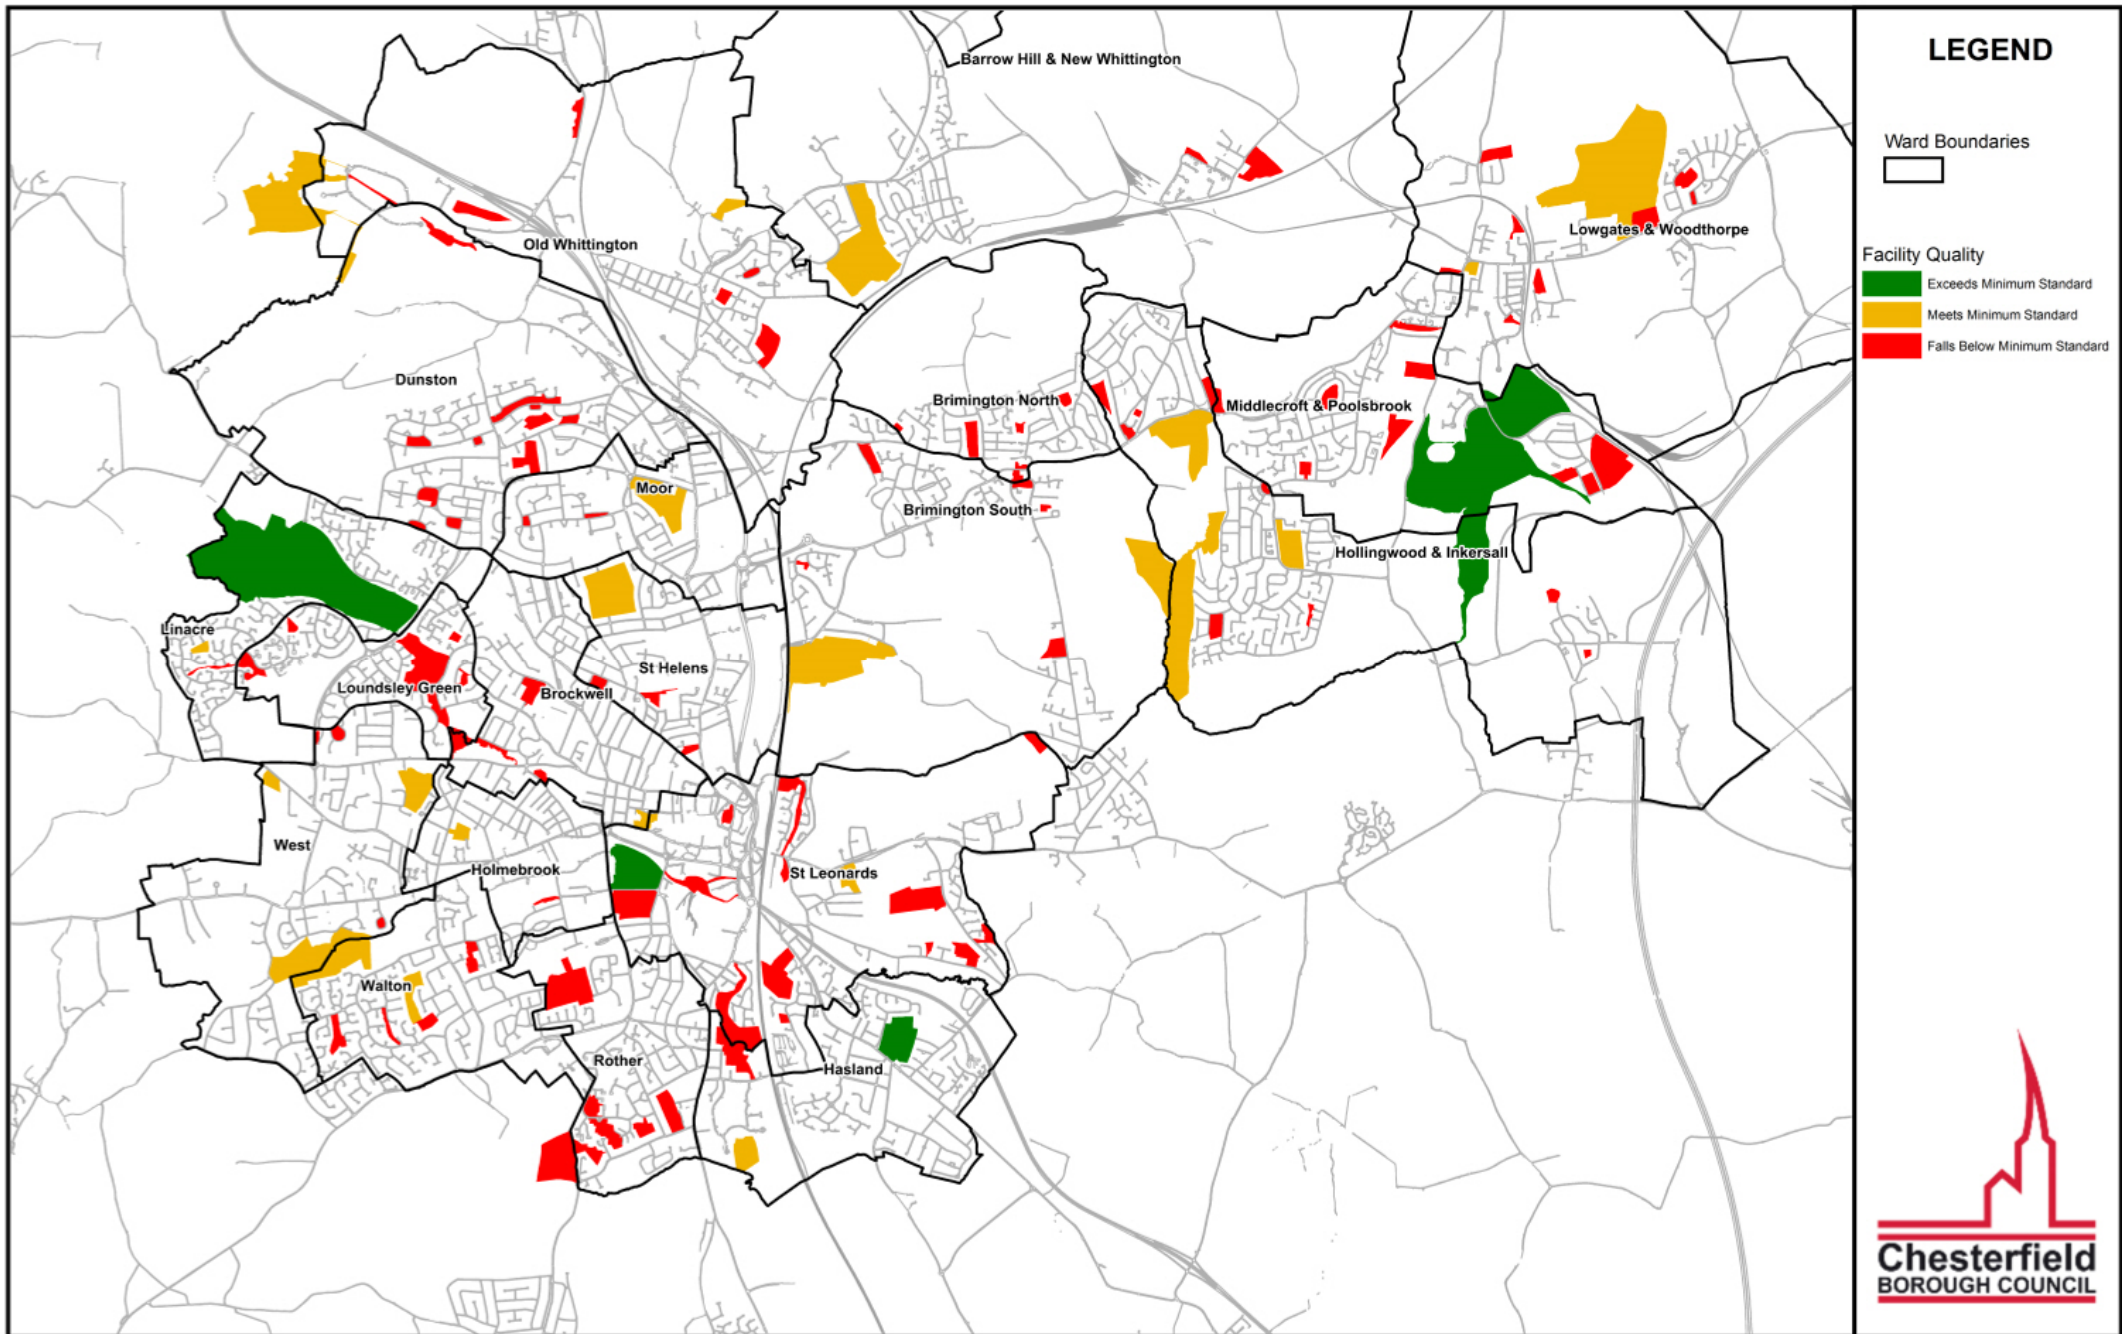 Barrow Hill & New Whittington
Lowgates & Woodthorpe
Old Whittington
Dunston
Brimington North
Middlecroft & Poolsbrook
Moor
Brimington South
Hollingwood & Inkersall
Linacre
St Helens
Loundsley Green
Brockwell
West
Holmebrook
St Leonards
Walton
Rother
Hasland
LEGEND
Ward Boundaries
Facility Quality
Exceeds Minimum Standard
Meets Minimum Standard
Falls Below Minimum Standard
Chesterfield
BOROUGH COUNCIL